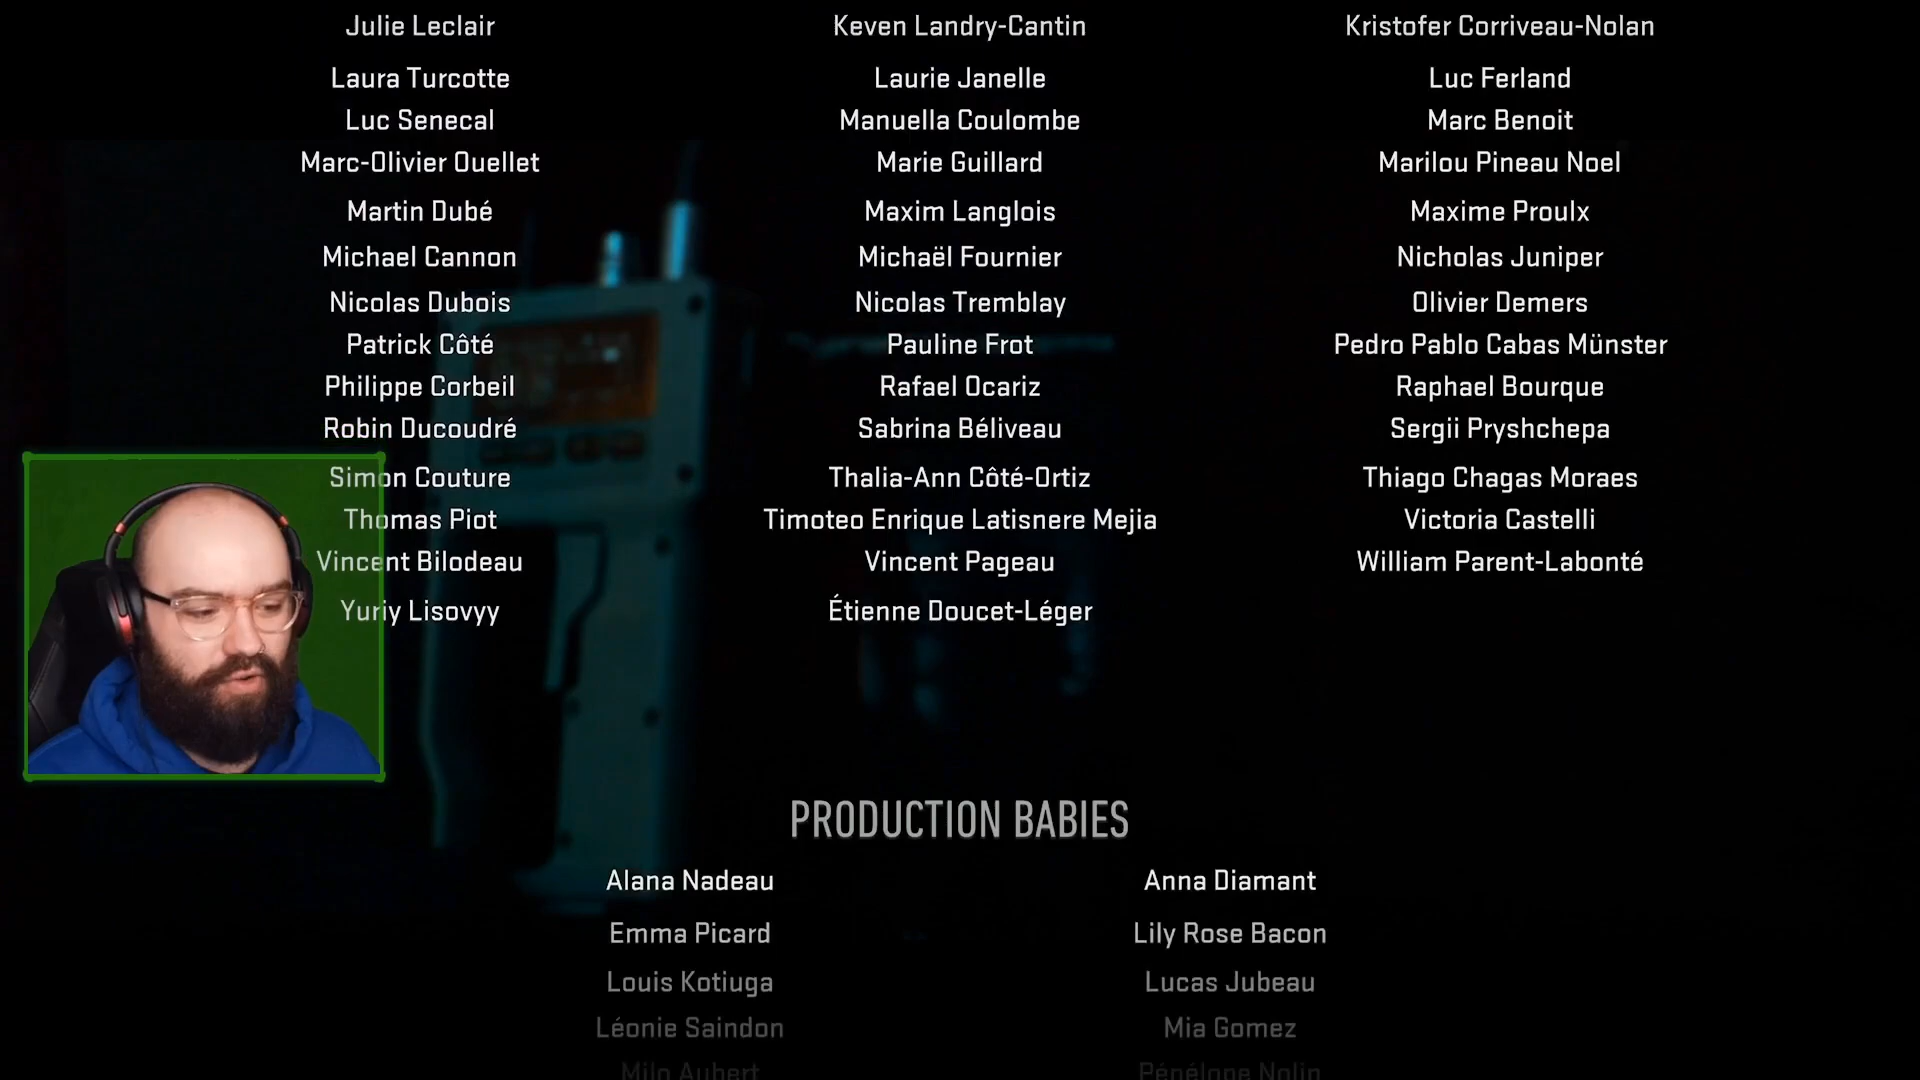 Julie Leclair Keven Landry-Cantin Kristofer Corriveau-Nolan
Laura Turcotte Laurie Janelle Luc Ferland
Luc Senecal Manuella Coulombe Marc Benoit
Marc-Olivier Ouellet Marie Guillard Marilou Pineau Noel
Martin Dubé Maxim Langlois Maxime Proulx
Michael Cannon Michaël Fournier Nicholas Juniper
Nicolas Dubois Nicolas Tremblay Olivier Demers
Patrick Côté Pauline Frot Pedro Pablo Cabas Münster
Philippe Corbeil Rafael Ocariz Raphael Bourque
Robin Ducoudré Sabrina Béliveau Sergii Pryshchepa
Simon Couture Thalia-Ann Côté-Ortiz Thiago Chagas Moraes
Thomas Piot Timoteo Enrique Latisnere Mejia Victoria Castelli
Vincent Bilodeau Vincent Pageau William Parent-Labonté
Yuriy Lisovyy Étienne Doucet-Léger
PRODUCTION BABIES
Alana Nadeau Anna Diamant
Emma Picard Lily Rose Bacon
Louis Kotiuga Lucas Jubeau
Léonie Saindon Mia Gomez
Milo Aubert Pénélope Nolin